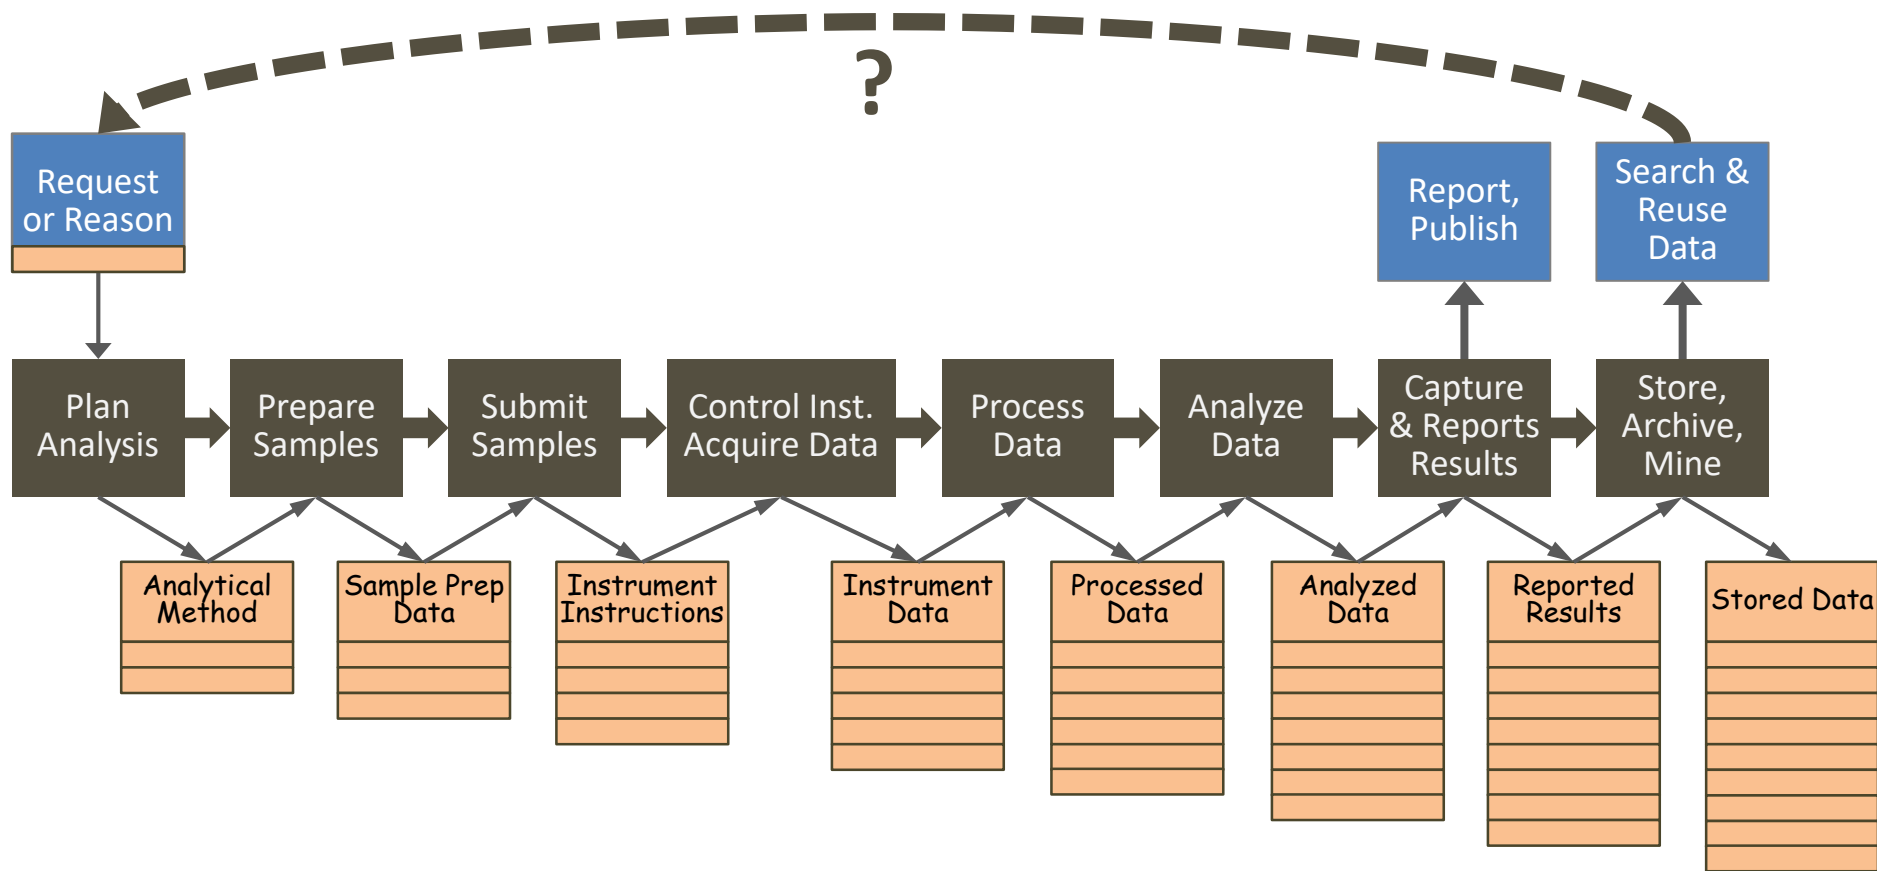 ?
Request
or Reason
Report,
Publish
Search &
Reuse
Data
Plan
Analysis
Prepare
Samples
Submit
Samples
Control Inst.
Acquire Data
Process
Data
Analyze
Data
Capture
& Reports
Results
Store,
Archive,
Mine
Analytical
Method
Sample Prep
Data
Instrument
Instructions
Instrument
Data
Processed
Data
Analyzed
Data
Reported
Results
Stored Data